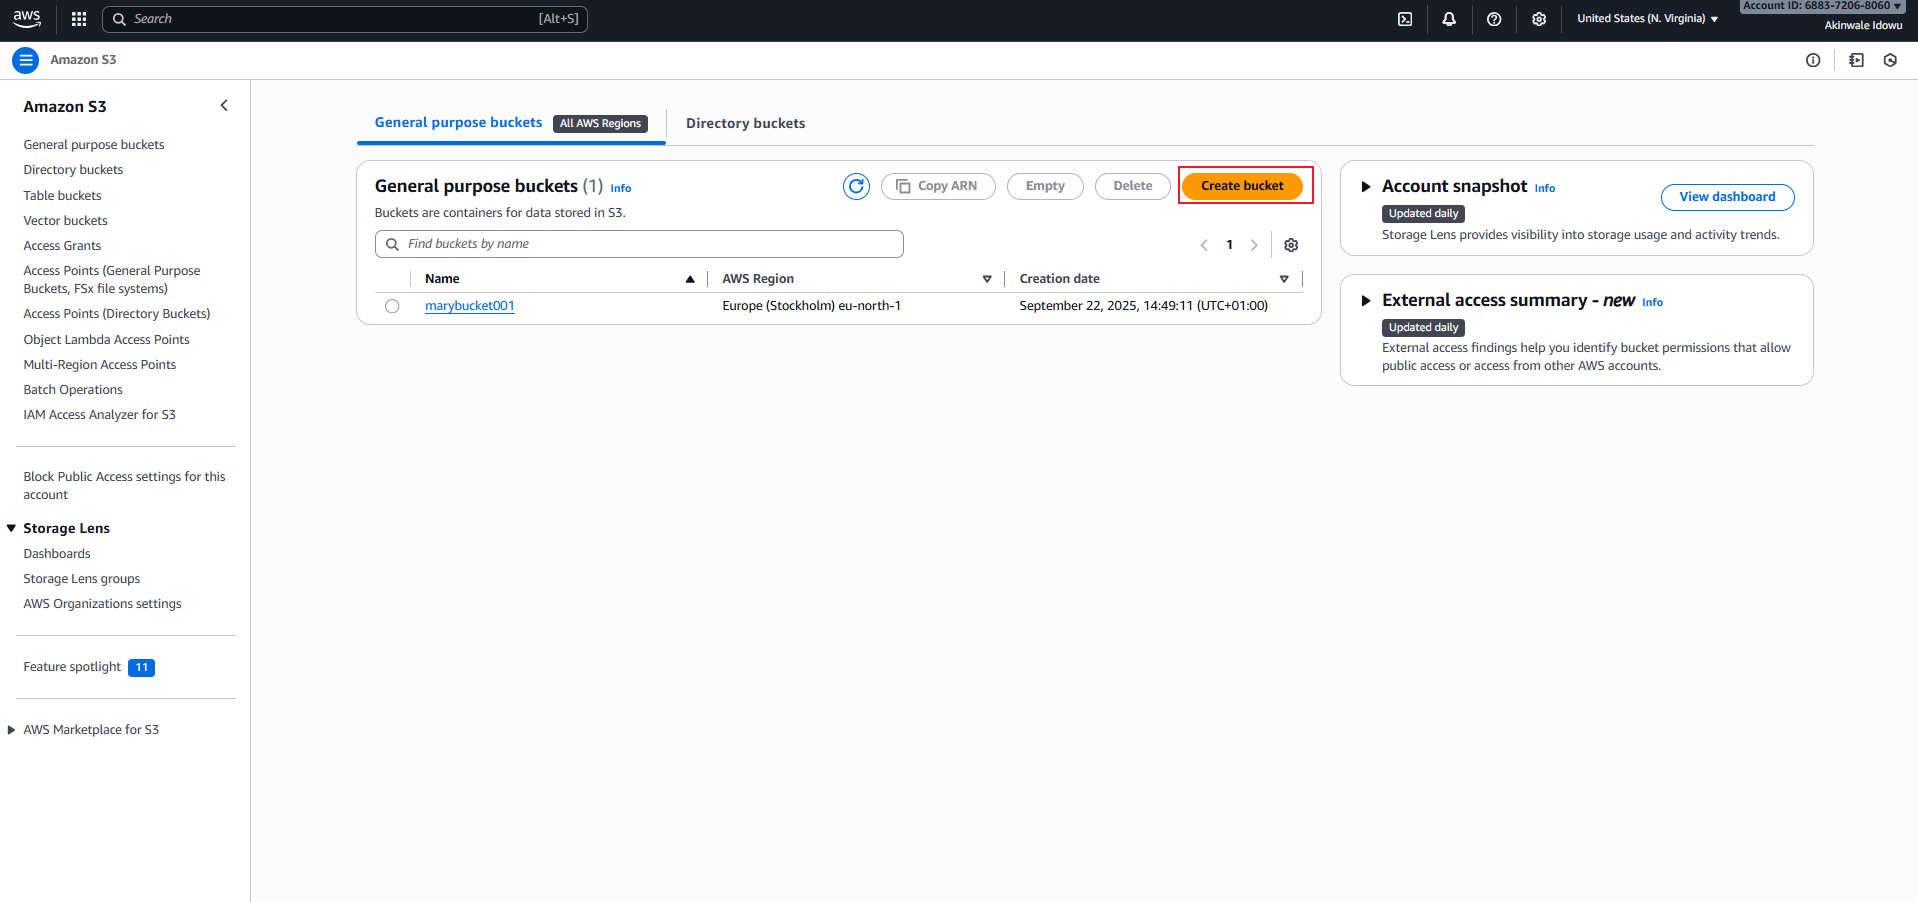 aws
Search [Alt+S]
United States (N. Virginia)
Account ID: 6883-7206-8060
Akinwale Idowu
Amazon S3
Amazon S3
General purpose buckets
Directory buckets
Table buckets
Vector buckets
Access Grants
Access Points (General Purpose
Buckets, FSx file systems)
Access Points (Directory Buckets)
Object Lambda Access Points
Multi-Region Access Points
Batch Operations
IAM Access Analyzer for S3
Block Public Access settings for this
account
Storage Lens
Dashboards
Storage Lens groups
AWS Organizations settings
Feature spotlight 11
AWS Marketplace for S3
General purpose buckets All AWS Regions Directory buckets
General purpose buckets (1) Info
Copy ARN Empty Delete Create bucket
Buckets are containers for data stored in S3.
Find buckets by name
1
Name AWS Region Creation date
marybucket001 Europe (Stockholm) eu-north-1 September 22, 2025, 14:49:11 (UTC+01:00)
Account snapshot Info
View dashboard
Updated daily
Storage Lens provides visibility into storage usage and activity trends.
External access summary - new Info
Updated daily
External access findings help you identify bucket permissions that allow
public access or access from other AWS accounts.